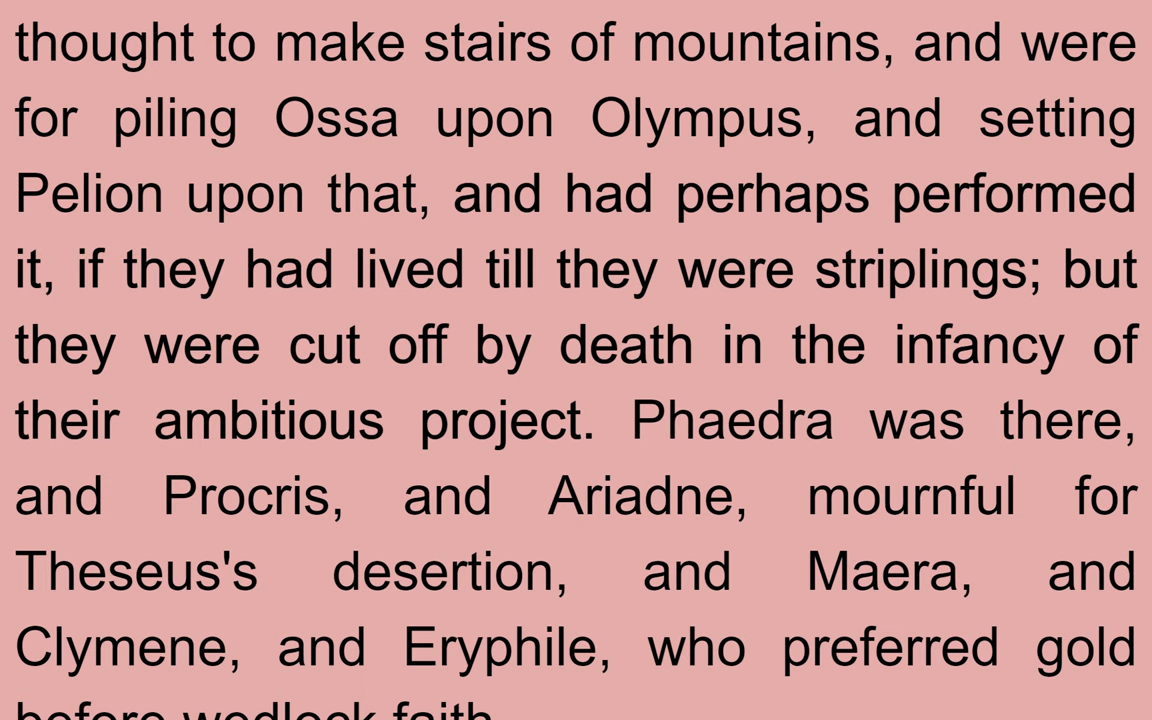 thought to make stairs of mountains, and were
for piling Ossa upon Olympus, and setting
Pelion upon that, and had perhaps performed
it, if they had lived till they were striplings; but
they were cut off by death in the infancy of
their ambitious project. Phaedra was there,
and Procris, and Ariadne, mournful for
Theseus's desertion, and Maera, and
Clymene, and Eryphile, who preferred gold
before wedlock faith